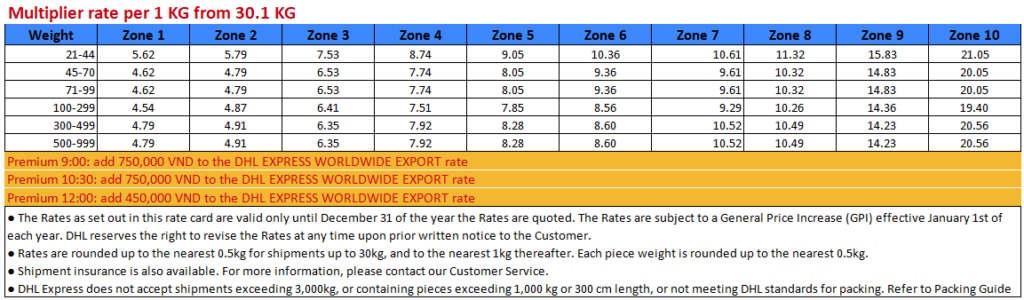 Multiplier rate per 1 KG from 30.1 KG
Weight Zone 1 Zone 2 Zone 3 Zone 4 Zone 5 Zone 6 Zone 7 Zone 8 Zone 9 Zone 10
21-44 5.62 5.79 7.53 8.74 9.05 10.36 10.61 11.32 15.83 21.05
45-70 4.62 4.79 6.53 7.74 8.05 9.36 9.61 10.32 14.83 20.05
71-99 4.62 4.79 6.53 7.74 8.05 9.36 9.61 10.32 14.83 20.05
100-299 4.54 4.87 6.41 7.51 7.85 8.56 9.29 10.26 14.36 19.40
300-499 4.79 4.91 6.35 7.92 8.28 8.60 10.52 10.49 14.23 20.56
500-999 4.79 4.91 6.35 7.92 8.28 8.60 10.52 10.49 14.23 20.56
Premium 9:00: add 750,000 VND to the DHL EXPRESS WORLDWIDE EXPORT rate
Premium 10:30: add 750,000 VND to the DHL EXPRESS WORLDWIDE EXPORT rate
Premium 12:00: add 450,000 VND to the DHL EXPRESS WORLDWIDE EXPORT rate
● The Rates as set out in this rate card are valid only until December 31 of the year the Rates are quoted. The Rates are subject to a General Price Increase (GPI) effective January 1st of
each year. DHL reserves the right to revise the Rates at any time upon prior written notice to the Customer.
● Rates are rounded up to the nearest 0.5kg for shipments up to 30kg, and to the nearest 1kg thereafter. Each piece weight is rounded up to the nearest 0.5kg.
● Shipment insurance is also available. For more information, please contact our Customer Service.
● DHL Express does not accept shipments exceeding 3,000kg, or containing pieces exceeding 1,000 kg or 300 cm length, or not meeting DHL standards for packing. Refer to Packing Guide